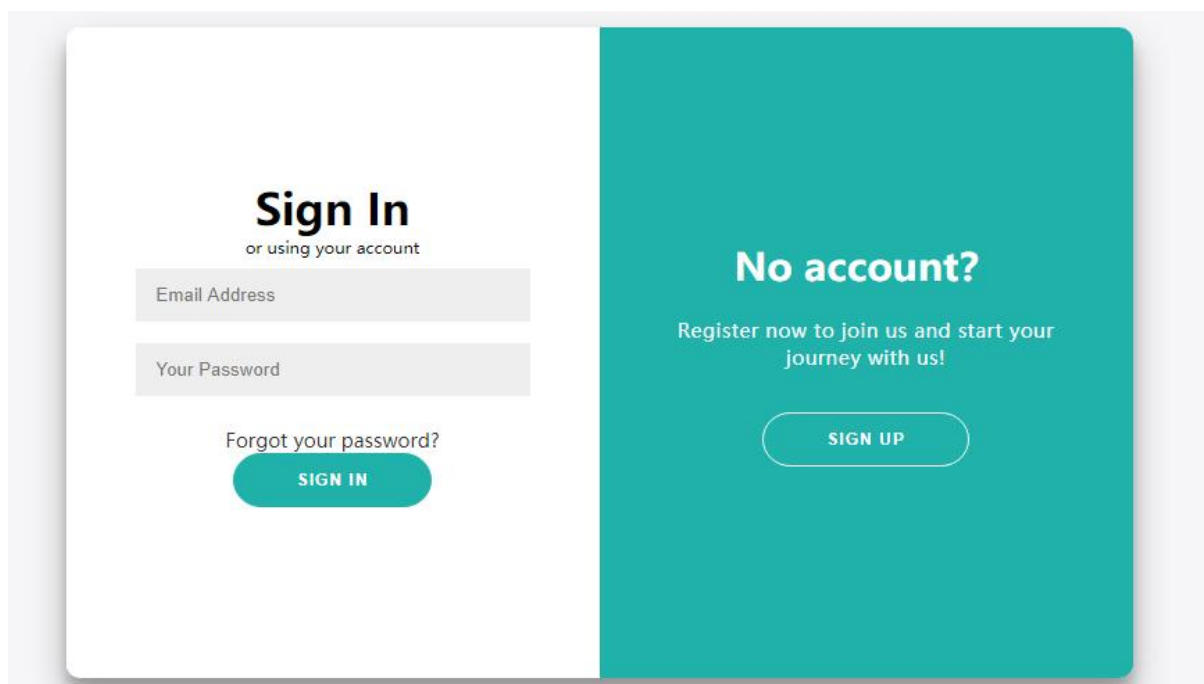 Sign In
or using your account
Email Address
Your Password
Forgot your password?
SIGN IN
No account?
Register now to join us and start your
journey with us!
SIGN UP